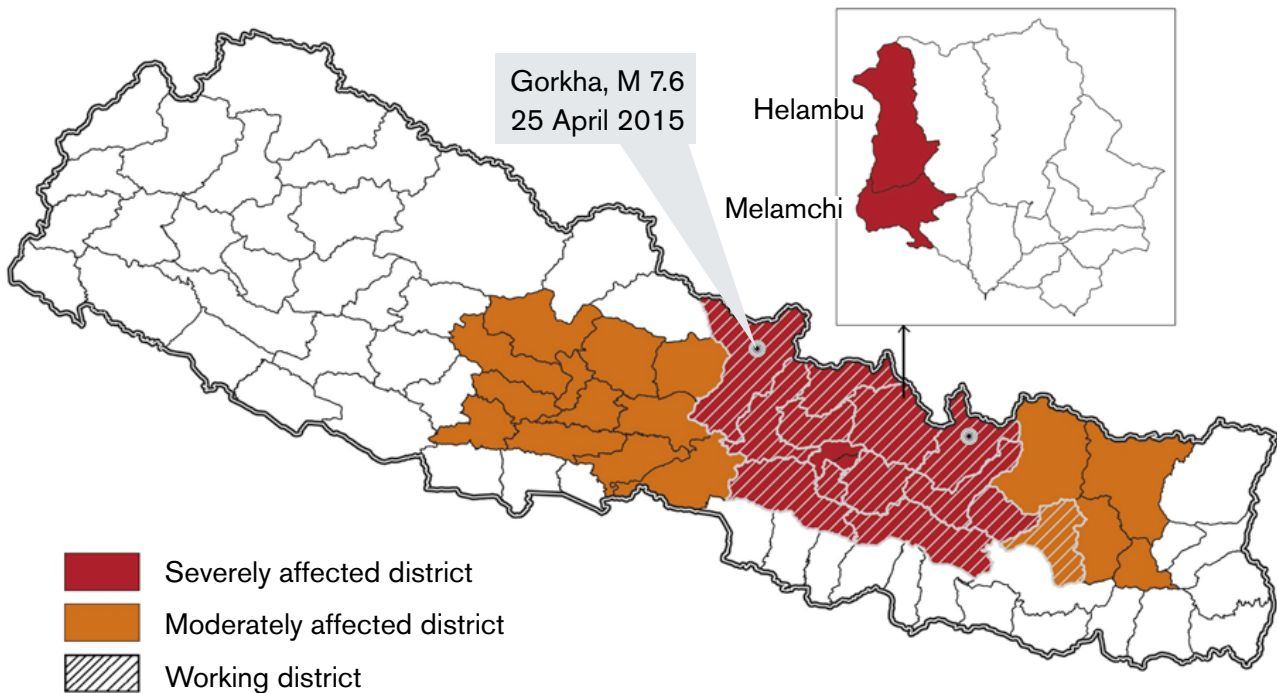 Gorkha, M 7.6
25 April 2015
Helambu
Melamchi
Severely affected district
Moderately affected district
Working district